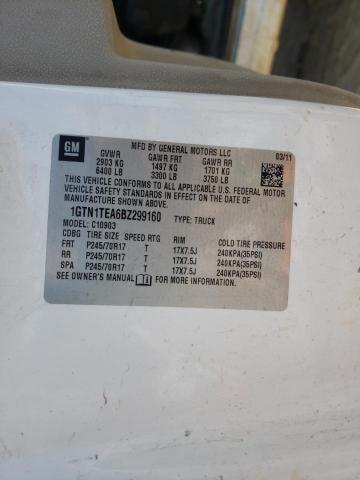 GM
MFD BY GENERAL MOTORS LLC
03/11
GVWR GAWR FRT GAWR RR
2903 KG 1497 KG 1701 KG
6400 LB 3300 LB 3750 LB
THIS VEHICLE CONFORMS TO ALL APPLICABLE U.S. FEDERAL MOTOR
VEHICLE SAFETY STANDARDS IN EFFECT ON THE DATE OF
MANUFACTURE SHOWN ABOVE.
1GTN1TEA6BZ299160 TYPE: TRUCK
MODEL: C10903
CDBG TIRE SIZE SPEED RTG RIM COLD TIRE PRESSURE
FRT P245/70R17 T 17X7.5J 240KPA(35PSI)
RR P245/70R17 T 17X7.5J 240KPA(35PSI)
SPA P245/70R17 T 17X7.5J 240KPA(35PSI)
SEE OWNER'S MANUAL FOR MORE INFORMATION.